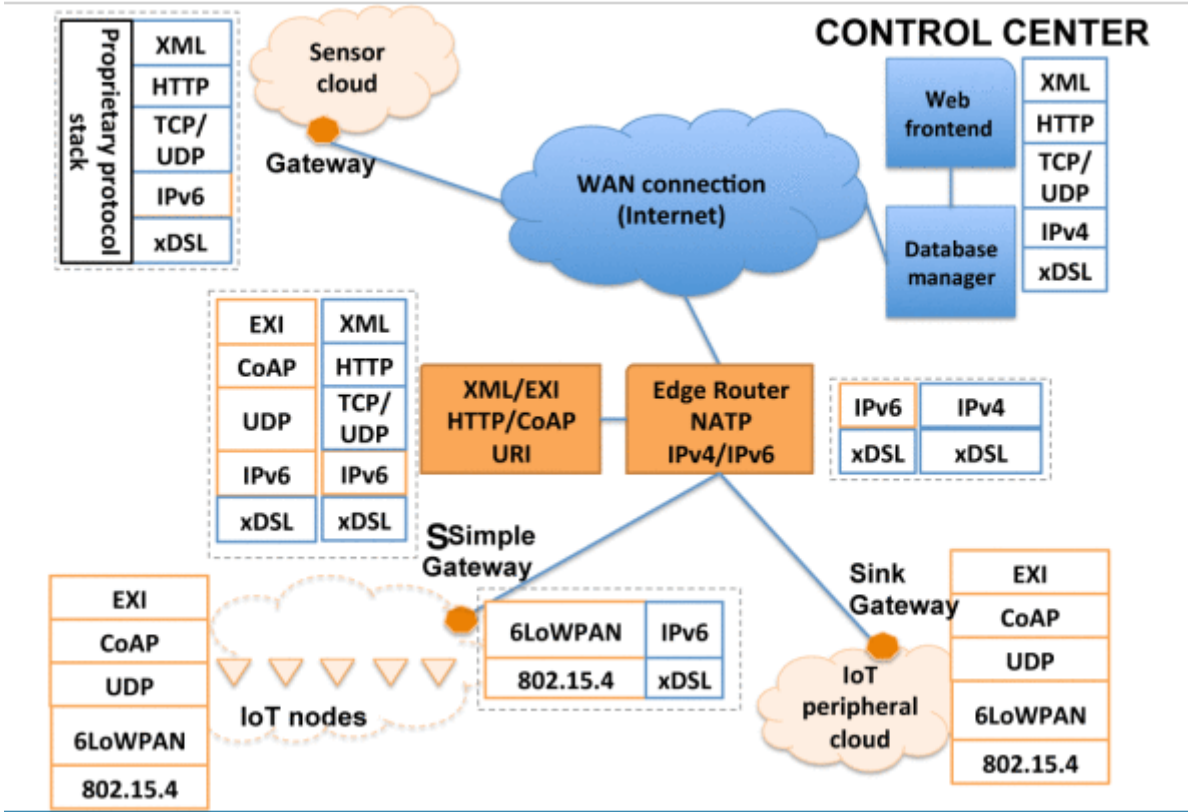 Proprietary protocol
stack
XML
HTTP
TCP/
UDP
IPv6
xDSL
Sensor
cloud
Gateway
WAN connection
(Internet)
CONTROL CENTER
Web
frontend
Database
manager
XML
HTTP
TCP/
UDP
IPv4
xDSL
EXI
CoAP
UDP
IPv6
xDSL
XML
HTTP
TCP/
UDP
IPv6
xDSL
XML/EXI
HTTP/CoAP
URI
Edge Router
NATP
IPv4/IPv6
IPv6 IPv4
xDSL xDSL
SSimple
Gateway
EXI
CoAP
UDP
6LoWPAN
802.15.4
IoT nodes
6LoWPAN IPv6
802.15.4 xDSL
Sink
Gateway
IoT
peripheral
cloud
EXI
CoAP
UDP
6LoWPAN
802.15.4